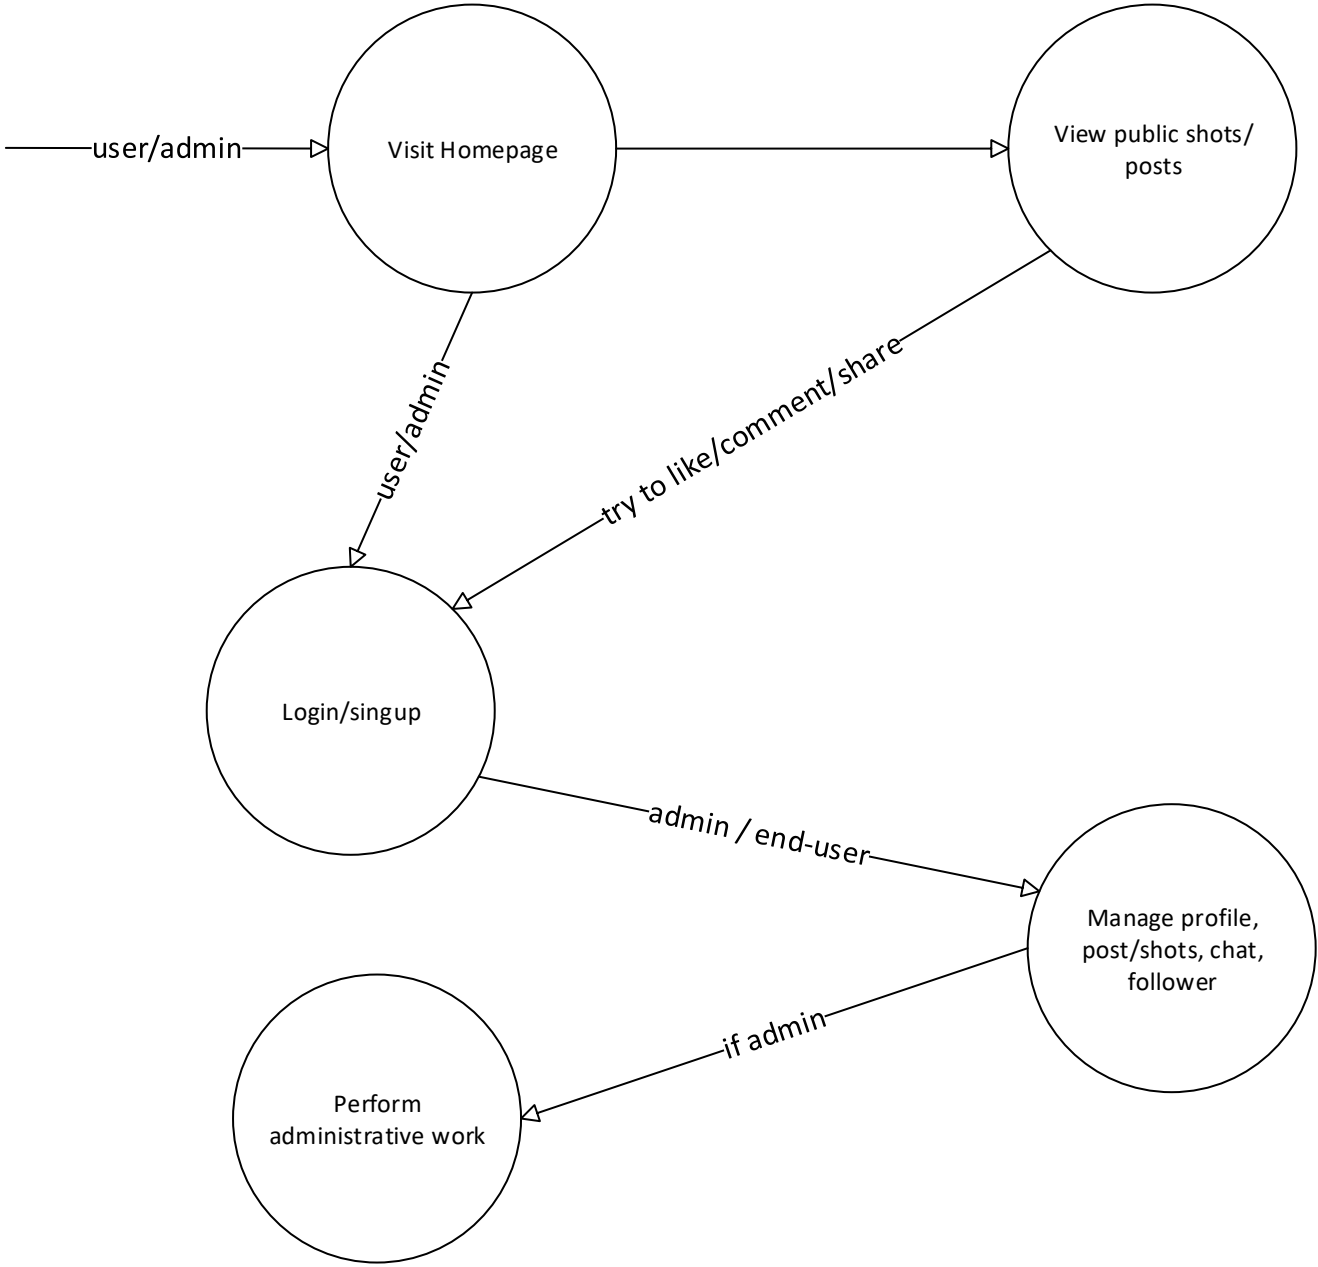 user/admin
Visit Homepage
View public shots/
posts
user/admin
try to like/comment/share
Login/singup
admin / end-user
Manage profile,
post/shots, chat,
follower
if admin
Perform
administrative work